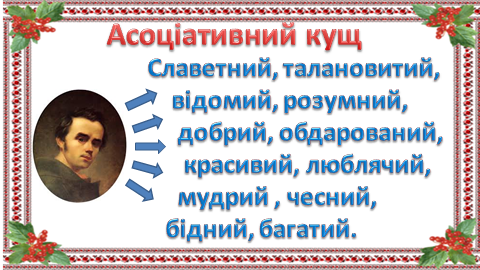 Асоціативний кущ
Славетний, талановитий,
відомий, розумний,
добрий, обдарований,
красивий, люблячий,
мудрий , чесний,
бідний, багатий.